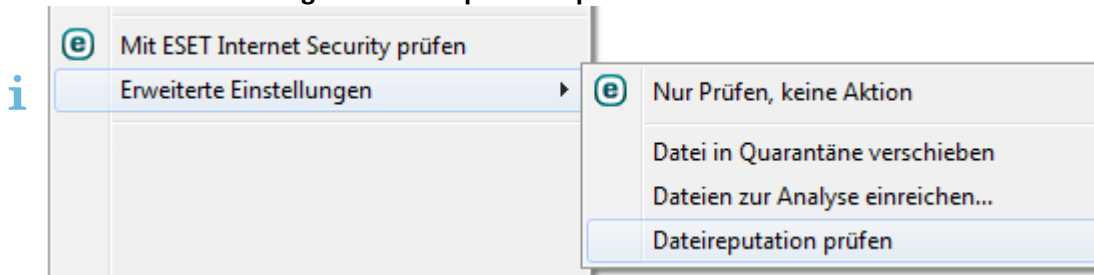 Mit ESET Internet Security prüfen
Erweiterte Einstellungen
Nur Prüfen, keine Aktion
Datei in Quarantäne verschieben
Dateien zur Analyse einreichen...
Dateireputation prüfen